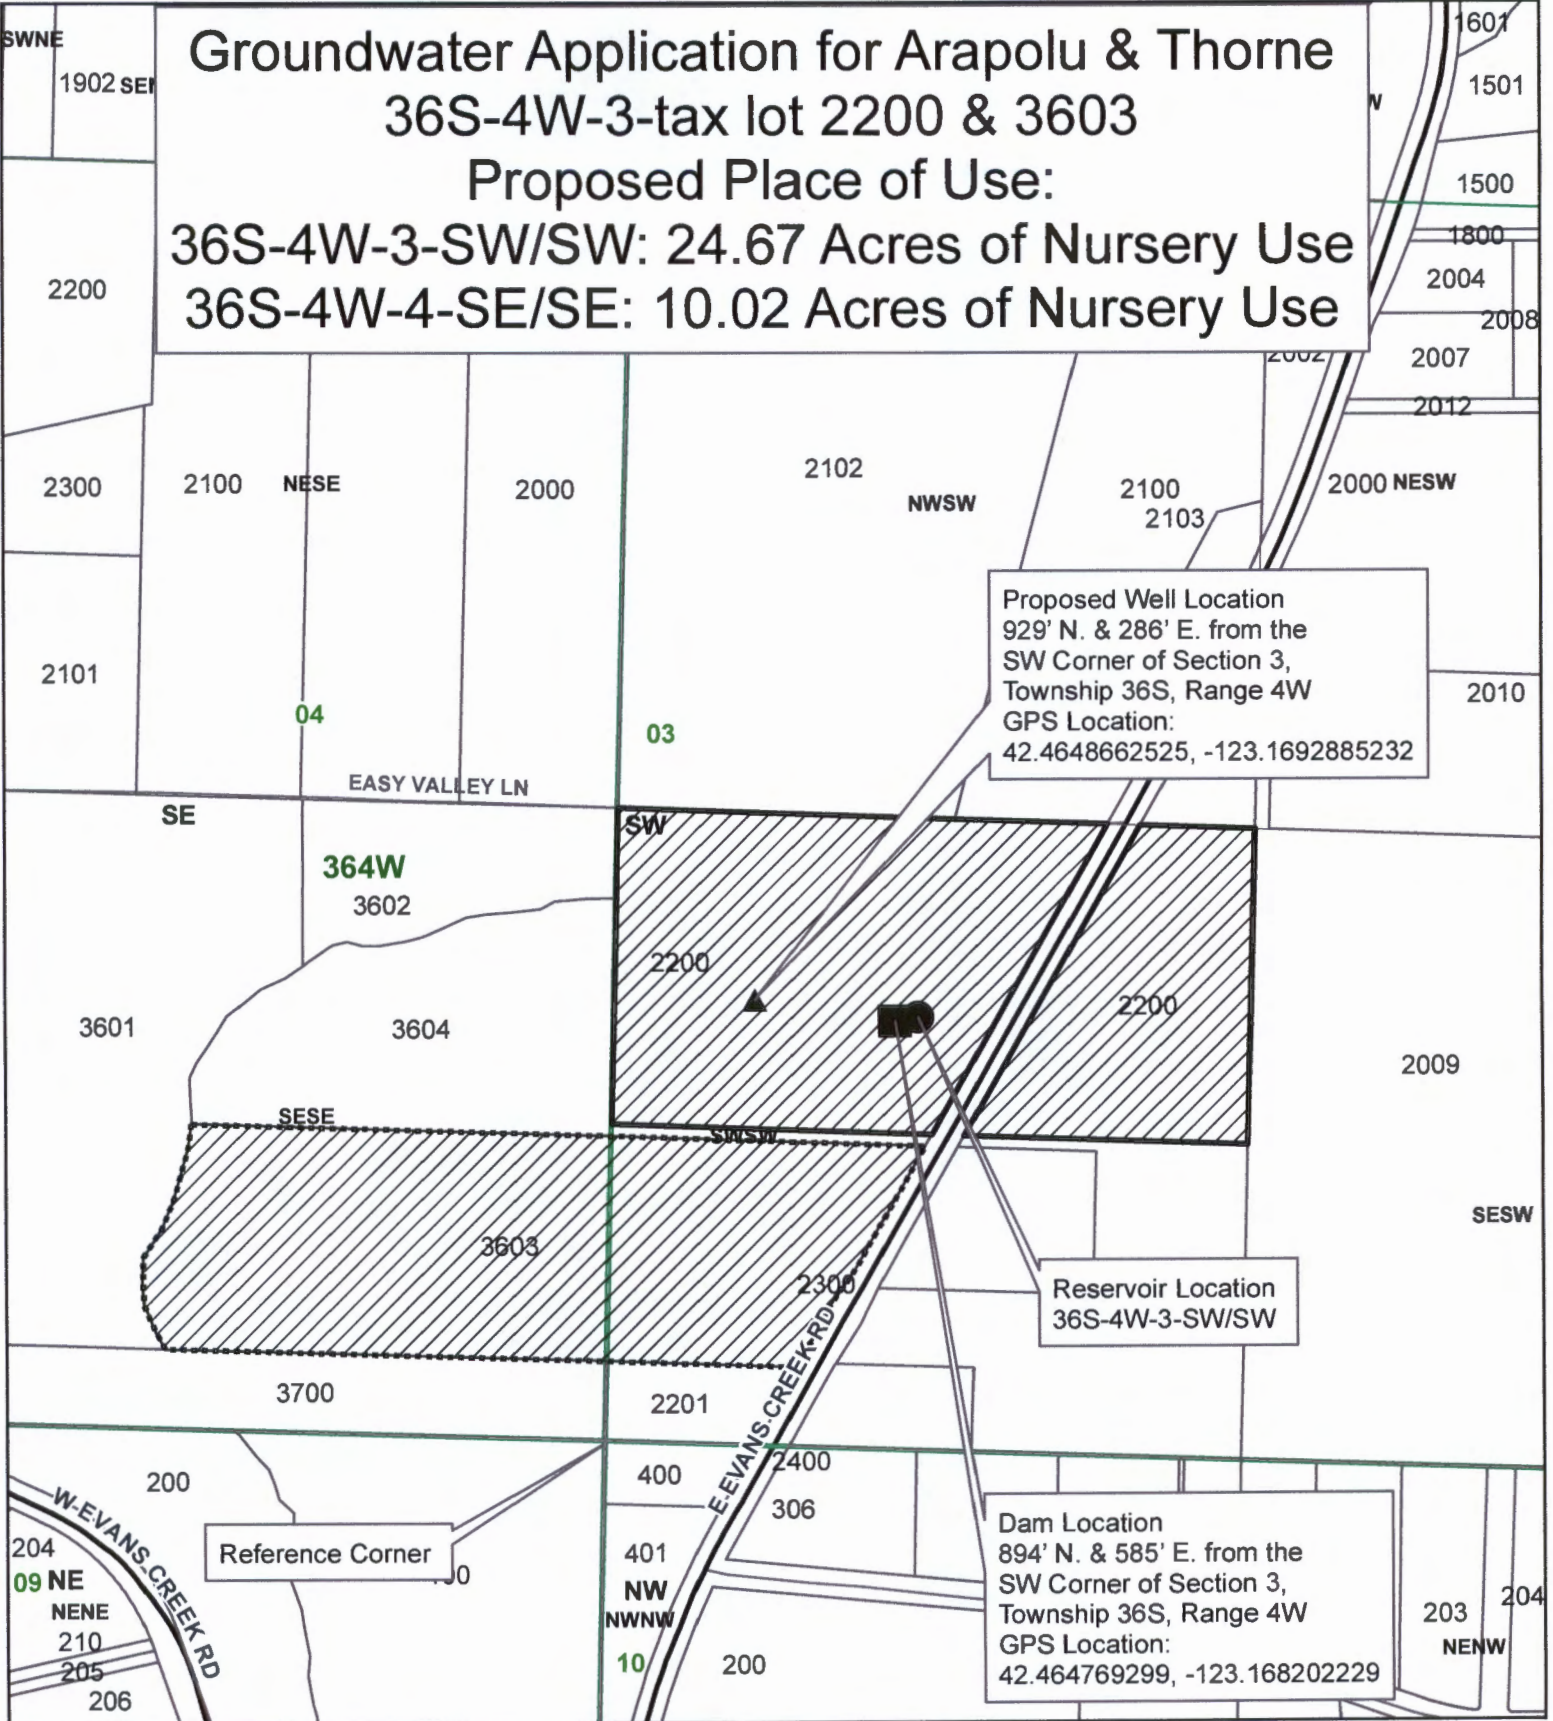 Groundwater Application for Arapolu & Thorne
36S-4W-3-tax lot 2200 & 3603
Proposed Place of Use:
36S-4W-3-SW/SW: 24.67 Acres of Nursery Use
36S-4W-4-SE/SE: 10.02 Acres of Nursery Use
SWNE
1902
1601
1501
1500
1800
2004
2008
2007
2002
2012
2200
2300
2100
NESE
2000
2102
NWSW
2100
2103
2000 NESW
2101
04
03
2010
Proposed Well Location
929' N. & 286' E. from the
SW Corner of Section 3,
Township 36S, Range 4W
GPS Location:
42.4648662525, -123.1692885232
EASY VALLEY LN
SE
SW
364W
3602
2200
2200
3601
3604
2009
SESE
SWSW
SESW
3603
2300
Reservoir Location
36S-4W-3-SW/SW
E EVANS CREEK RD
3700
2201
200
400
2400
306
W EVANS CREEK RD
Reference Corner
204
09 NE
NENE
210
205
206
401
NW
NWNW
10
200
Dam Location
894' N. & 585' E. from the
SW Corner of Section 3,
Township 36S, Range 4W
GPS Location:
42.464769299, -123.168202229
203
204
NENW